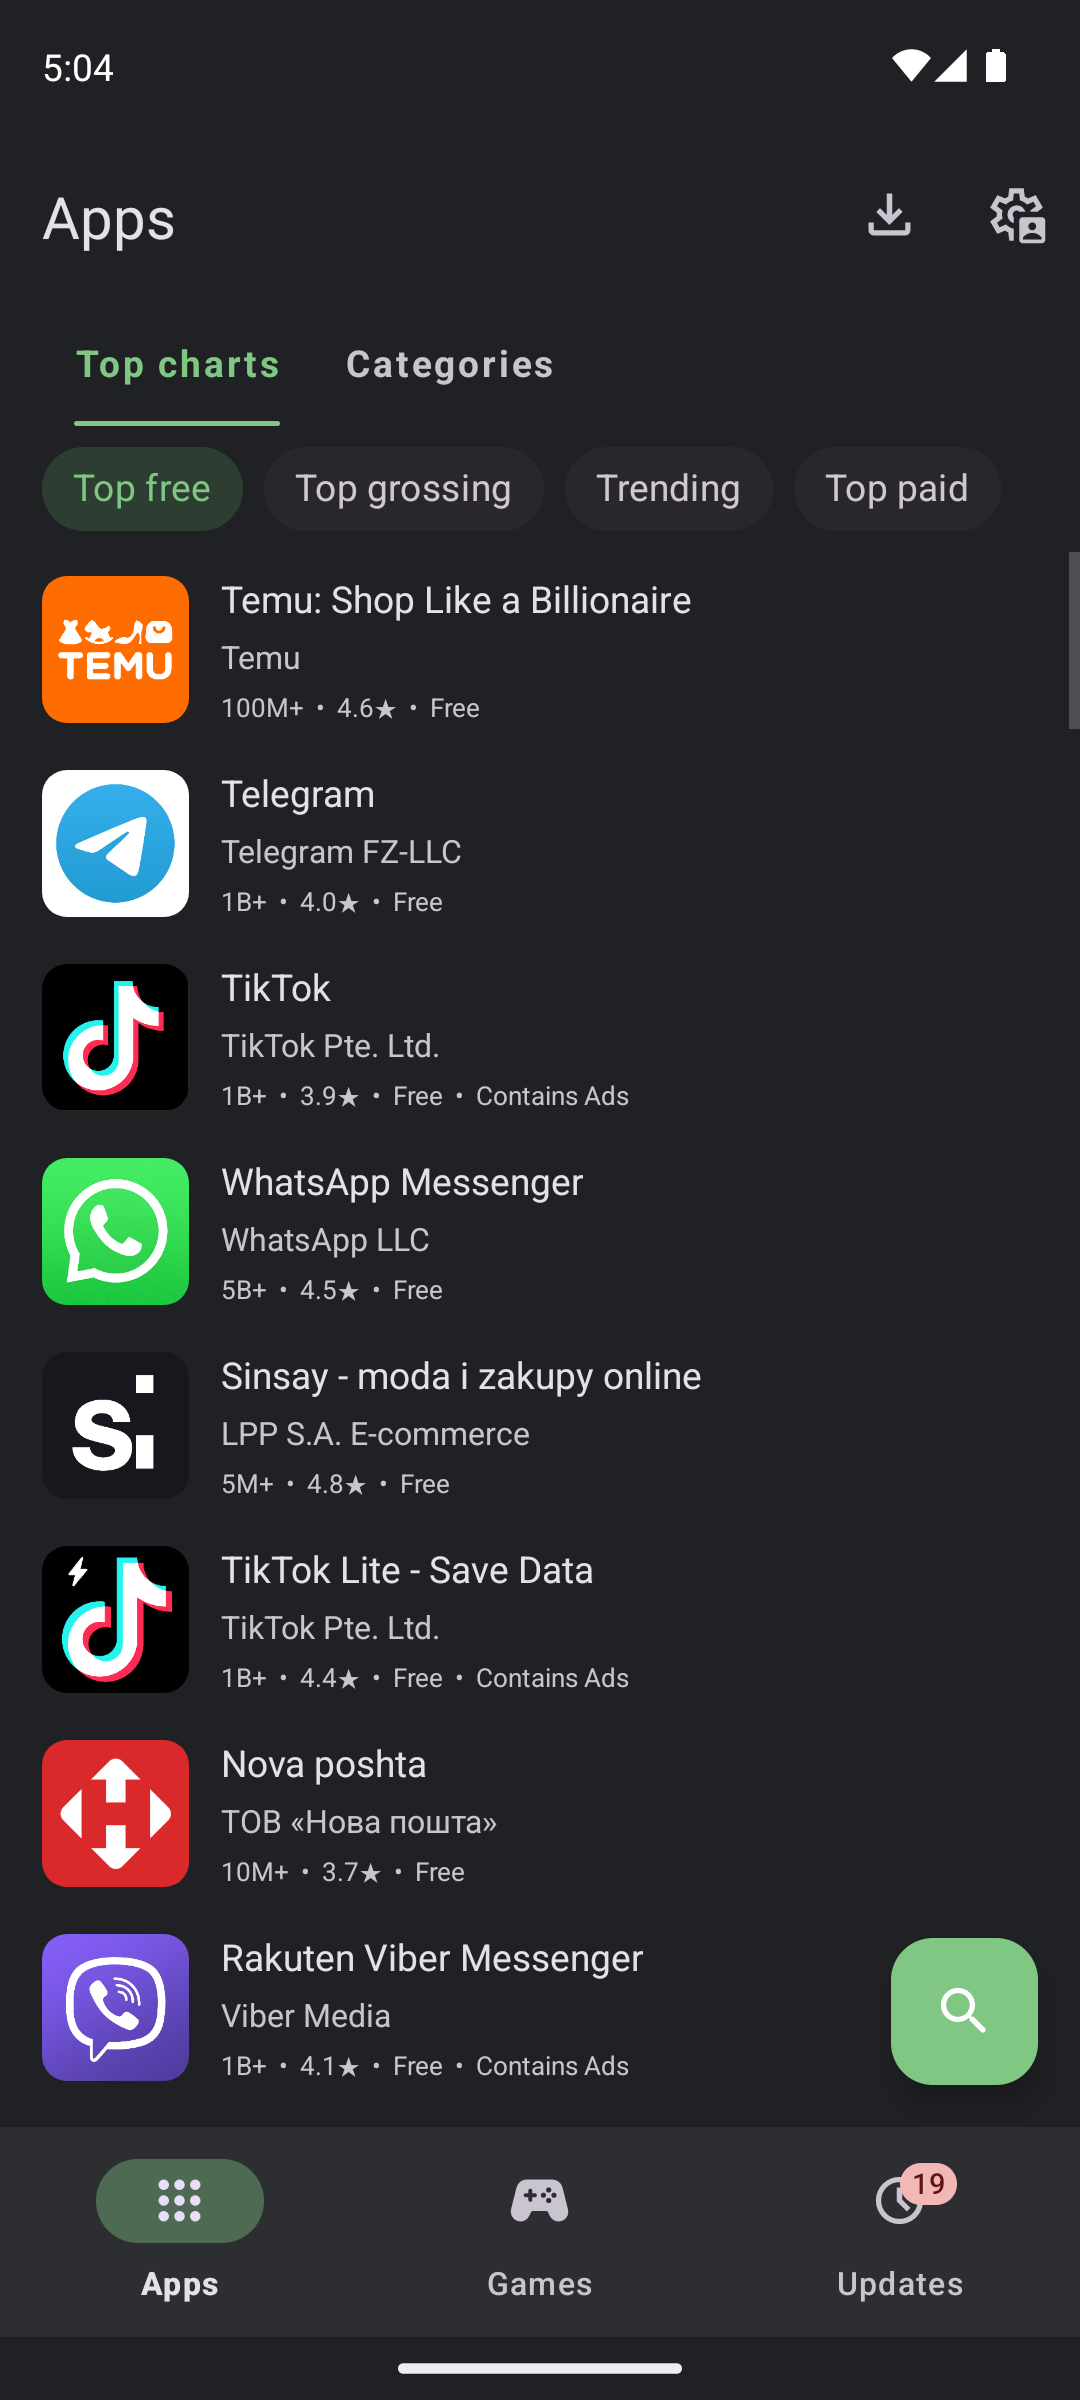 5:04
Apps
Top charts
Categories
Top free
Top grossing
Trending
Top paid
TEMU
Temu: Shop Like a Billionaire
Temu
100M+ • 4.6★ • Free
Telegram
Telegram FZ-LLC
1B+ • 4.0★ • Free
TikTok
TikTok Pte. Ltd.
1B+ • 3.9★ • Free • Contains Ads
WhatsApp Messenger
WhatsApp LLC
5B+ • 4.5★ • Free
si
Sinsay - moda i zakupy online
LPP S.A. E-commerce
5M+ • 4.8★ • Free
TikTok Lite - Save Data
TikTok Pte. Ltd.
1B+ • 4.4★ • Free • Contains Ads
Nova poshta
ТОВ «Нова пошта»
10M+ • 3.7★ • Free
Rakuten Viber Messenger
Viber Media
1B+ • 4.1★ • Free • Contains Ads
19
Apps
Games
Updates